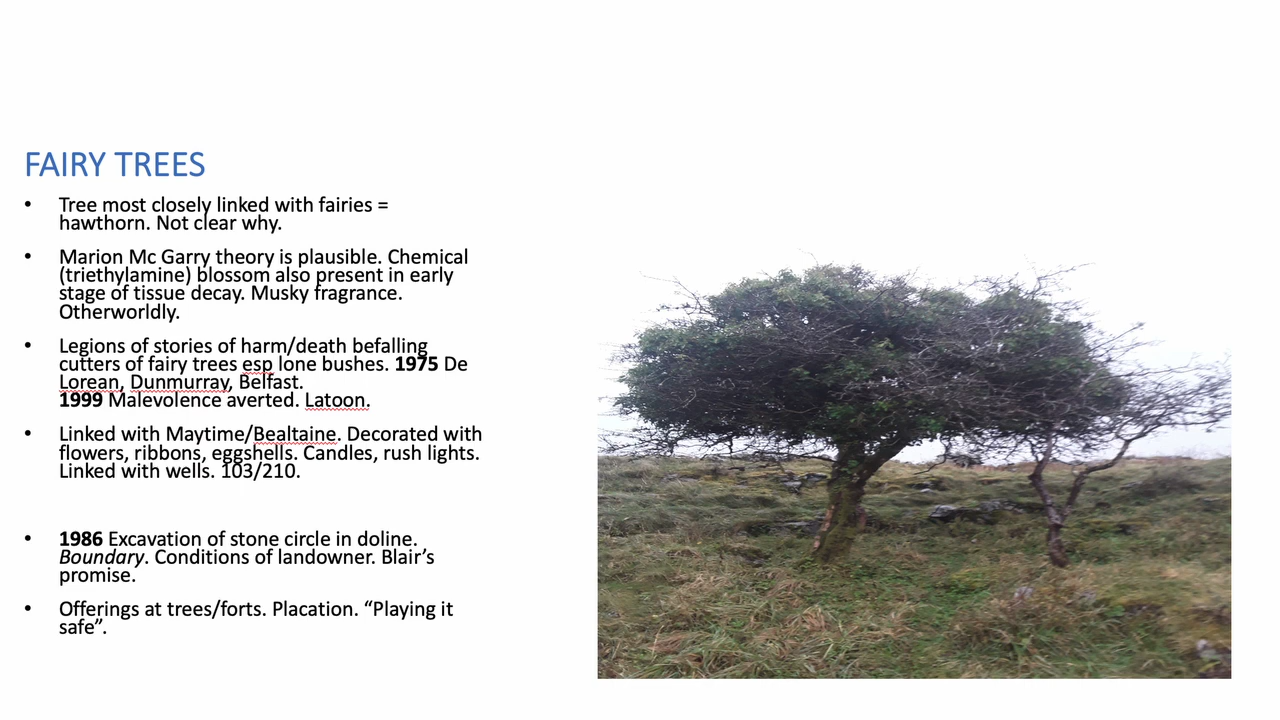 FAIRY TREES
• Tree most closely linked with fairies =
hawthorn. Not clear why.
• Marion Mc Garry theory is plausible. Chemical
(triethylamine) blossom also present in early
stage of tissue decay. Musky fragrance.
Otherworldly.
• Legions of stories of harm/death befalling
cutters of fairy trees esp lone bushes. 1975 De
Lorean, Dunmurray, Belfast.
1999 Malevolence averted. Latoon.
• Linked with Maytime/Bealtaine. Decorated with
flowers, ribbons, eggshells. Candles, rush lights.
Linked with wells. 103/210.
• 1986 Excavation of stone circle in doline.
Boundary. Conditions of landowner. Blair’s
promise.
• Offerings at trees/forts. Placation. “Playing it
safe”.